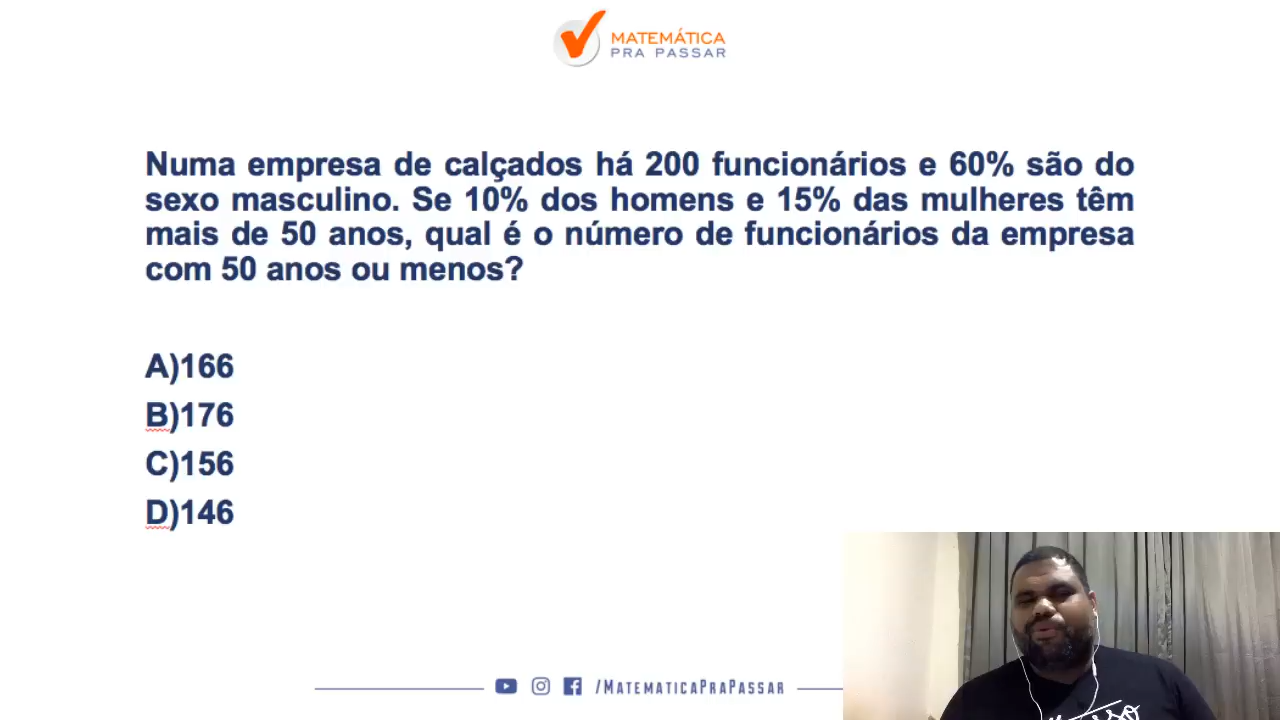 MATEMÁTICA
PRA PASSAR
Numa empresa de calçados há 200 funcionários e 60% são do
sexo masculino. Se 10% dos homens e 15% das mulheres têm
mais de 50 anos, qual é o número de funcionários da empresa
com 50 anos ou menos?
A)166
B)176
C)156
D)146
/MATEMATICAPRAPASSAR